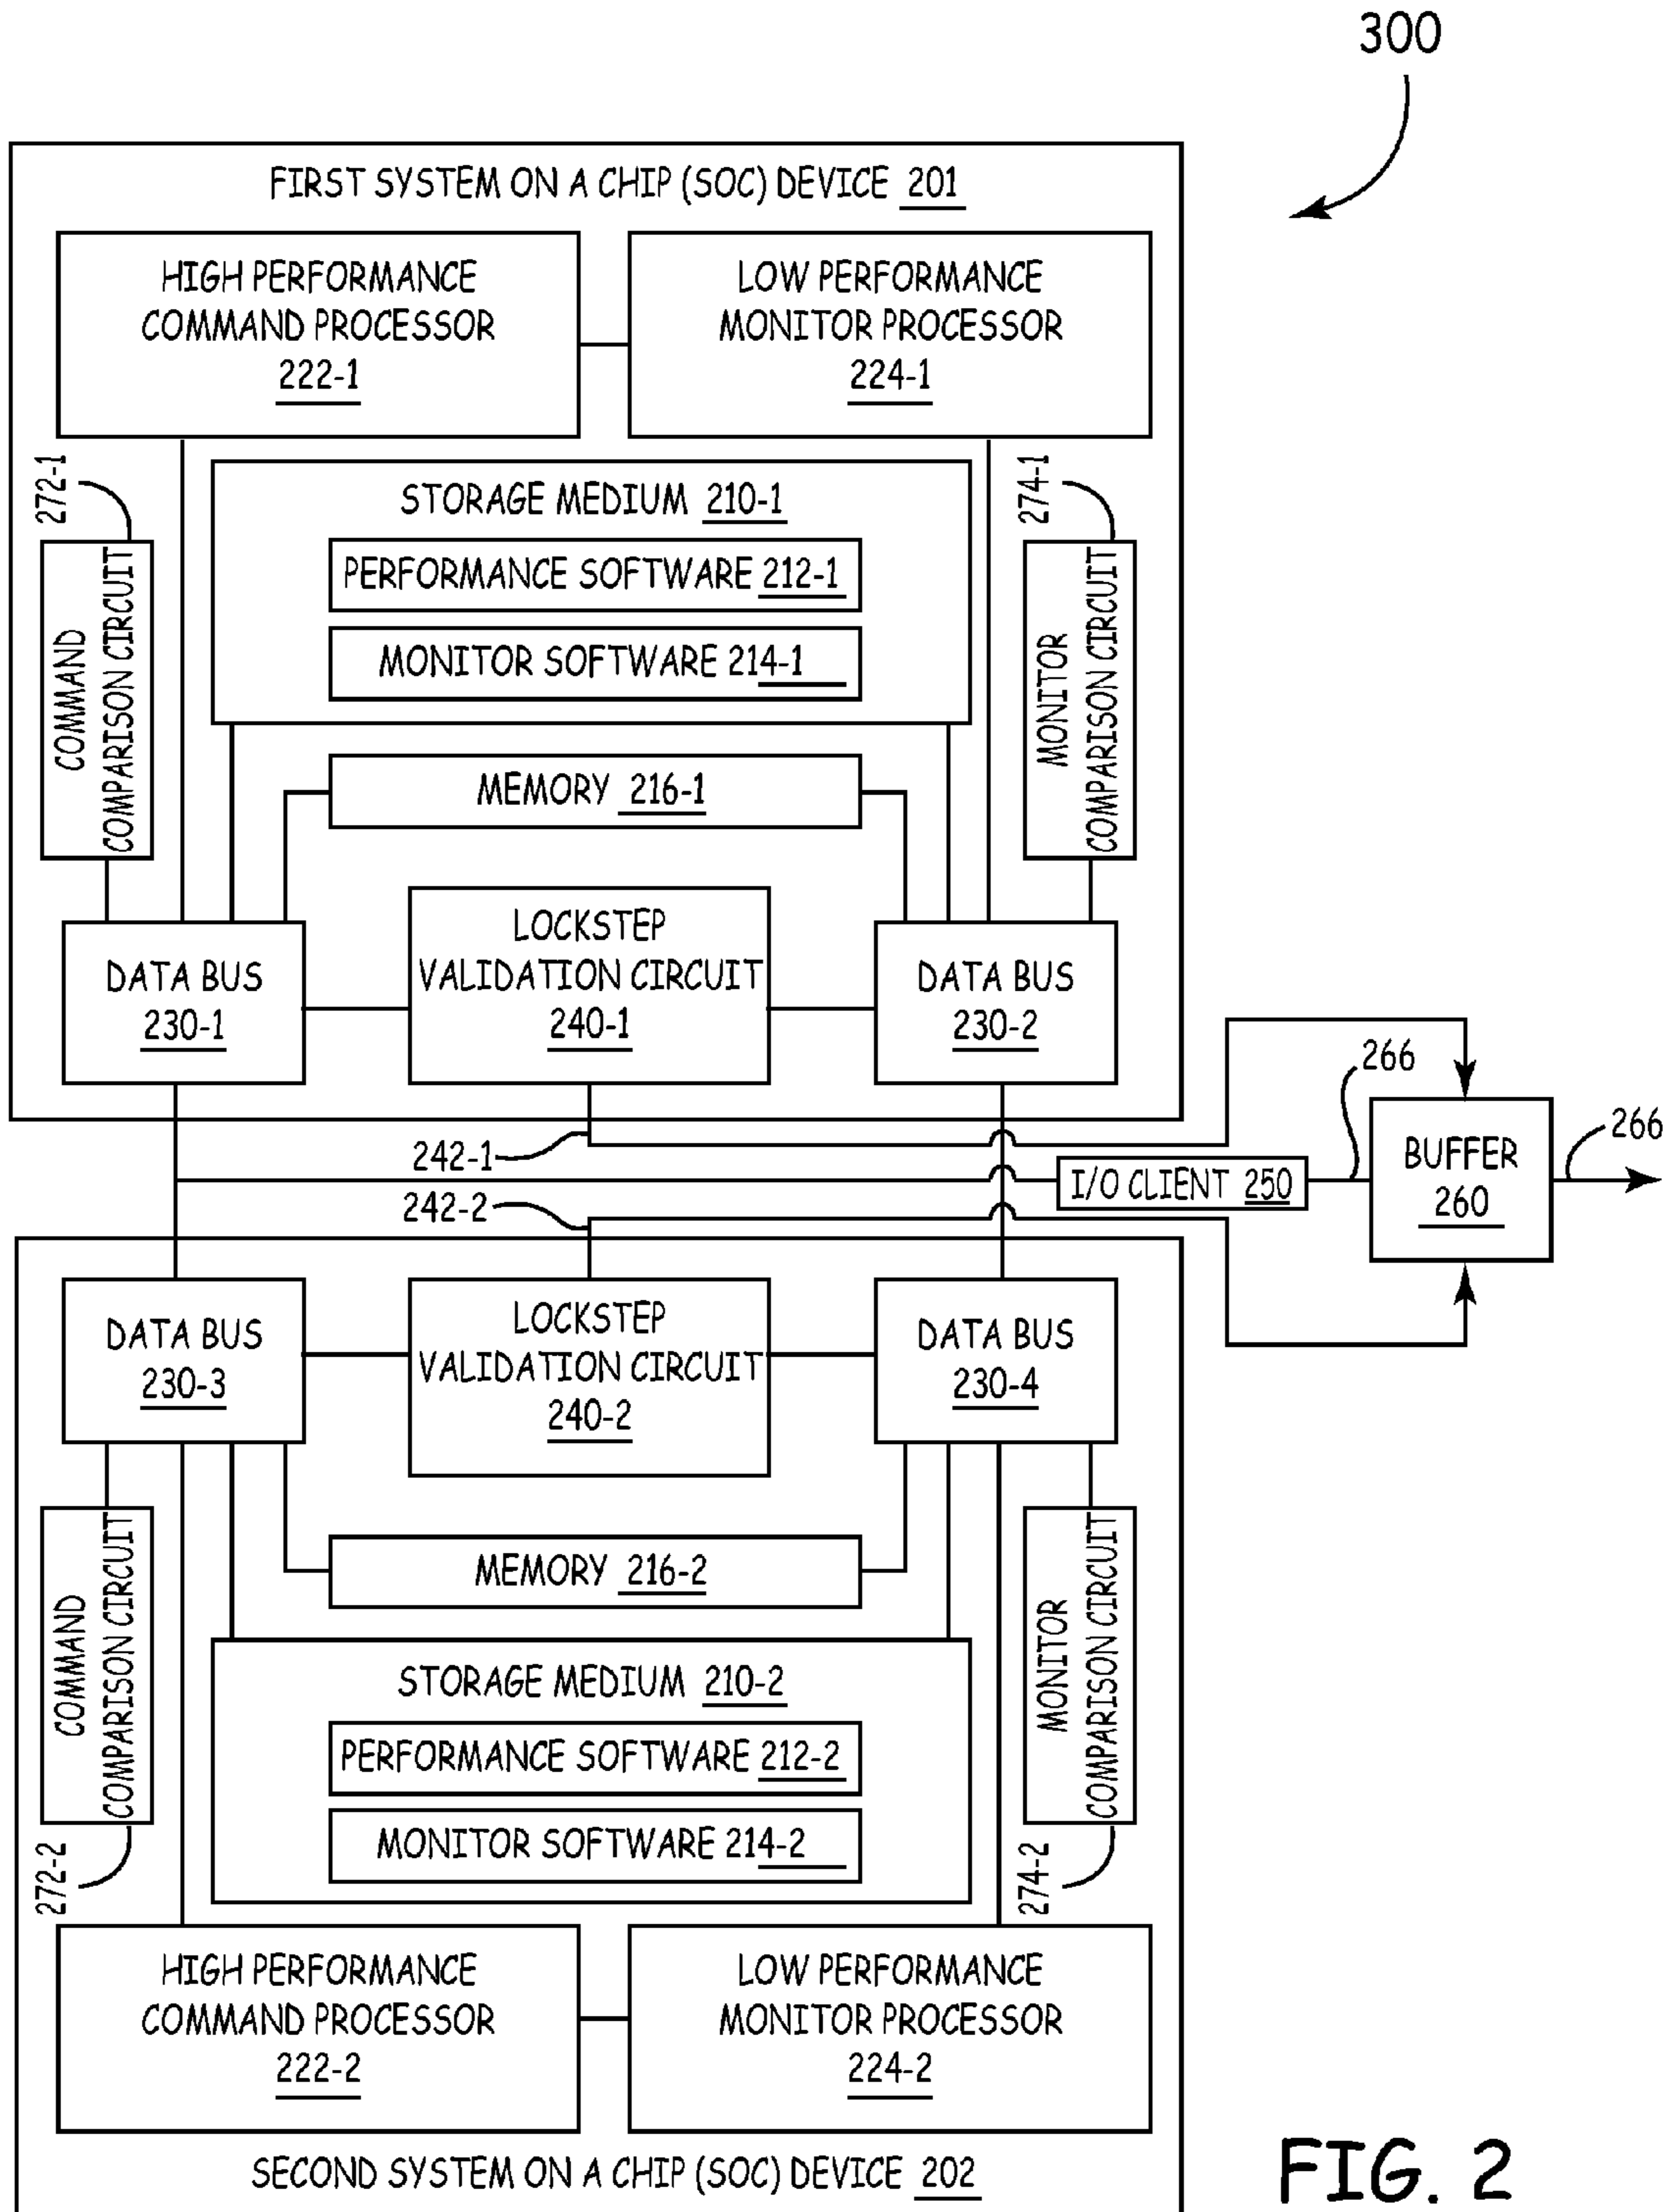 300
FIRST SYSTEM ON A CHIP (SOC) DEVICE 201
HIGH PERFORMANCE
COMMAND PROCESSOR
222-1
LOW PERFORMANCE
MONITOR PROCESSOR
224-1
272-1
COMMAND
COMPARISON CIRCUIT
STORAGE MEDIUM 210-1
PERFORMANCE SOFTWARE 212-1
MONITOR SOFTWARE 214-1
274-1
MONITOR
COMPARISON CIRCUIT
MEMORY 216-1
DATA BUS
230-1
LOCKSTEP
VALIDATION CIRCUIT
240-1
DATA BUS
230-2
266
BUFFER
260
266
242-1
I/O CLIENT 250
242-2
DATA BUS
230-3
LOCKSTEP
VALIDATION CIRCUIT
240-2
DATA BUS
230-4
COMMAND
COMPARISON CIRCUIT
272-2
MEMORY 216-2
STORAGE MEDIUM 210-2
PERFORMANCE SOFTWARE 212-2
MONITOR SOFTWARE 214-2
MONITOR
COMPARISON CIRCUIT
274-2
HIGH PERFORMANCE
COMMAND PROCESSOR
222-2
LOW PERFORMANCE
MONITOR PROCESSOR
224-2
SECOND SYSTEM ON A CHIP (SOC) DEVICE 202
FIG. 2